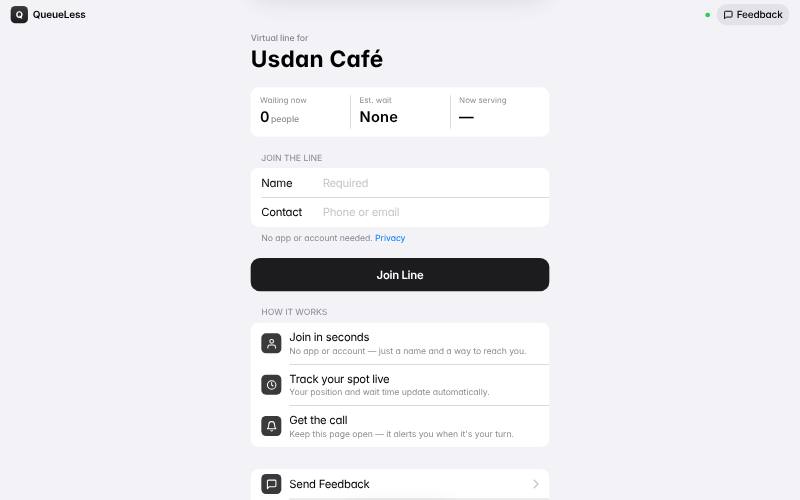 QueueLess
Feedback
Virtual line for
Usdan Café
Waiting now
0 people
Est. wait
None
Now serving
—
JOIN THE LINE
Name Required
Contact Phone or email
No app or account needed. Privacy
Join Line
HOW IT WORKS
Join in seconds
No app or account — just a name and a way to reach you.
Track your spot live
Your position and wait time update automatically.
Get the call
Keep this page open — it alerts you when it's your turn.
Send Feedback